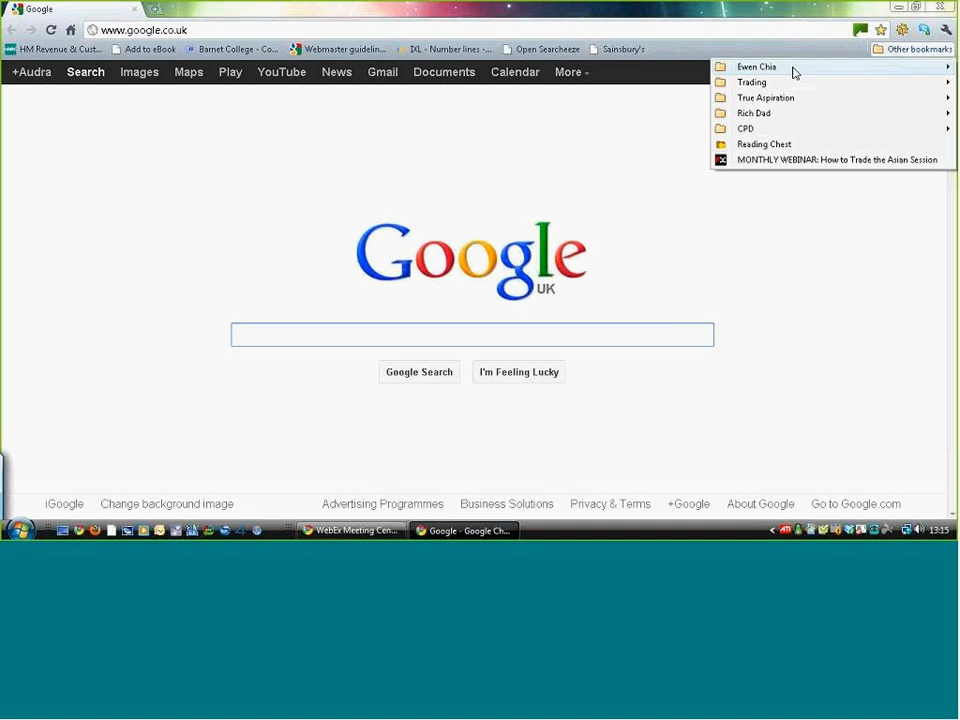 Google
www.google.co.uk
HM Revenue & Cust... Add to eBook Barnet College - Co... Webmaster guidelin... IXL - Number lines -... Open Searcheeze Sainsbury's Other bookmarks
+Audra Search Images Maps Play YouTube News Gmail Documents Calendar More
Ewen Chia
Trading
True Aspiration
Rich Dad
CPD
Reading Chest
MONTHLY WEBINAR: How to Trade the Asian Session
Google
UK
Google Search I'm Feeling Lucky
iGoogle Change background image Advertising Programmes Business Solutions Privacy & Terms +Google About Google Go to Google.com
WebEx Meeting Cen... Google - Google Ch... 13:15